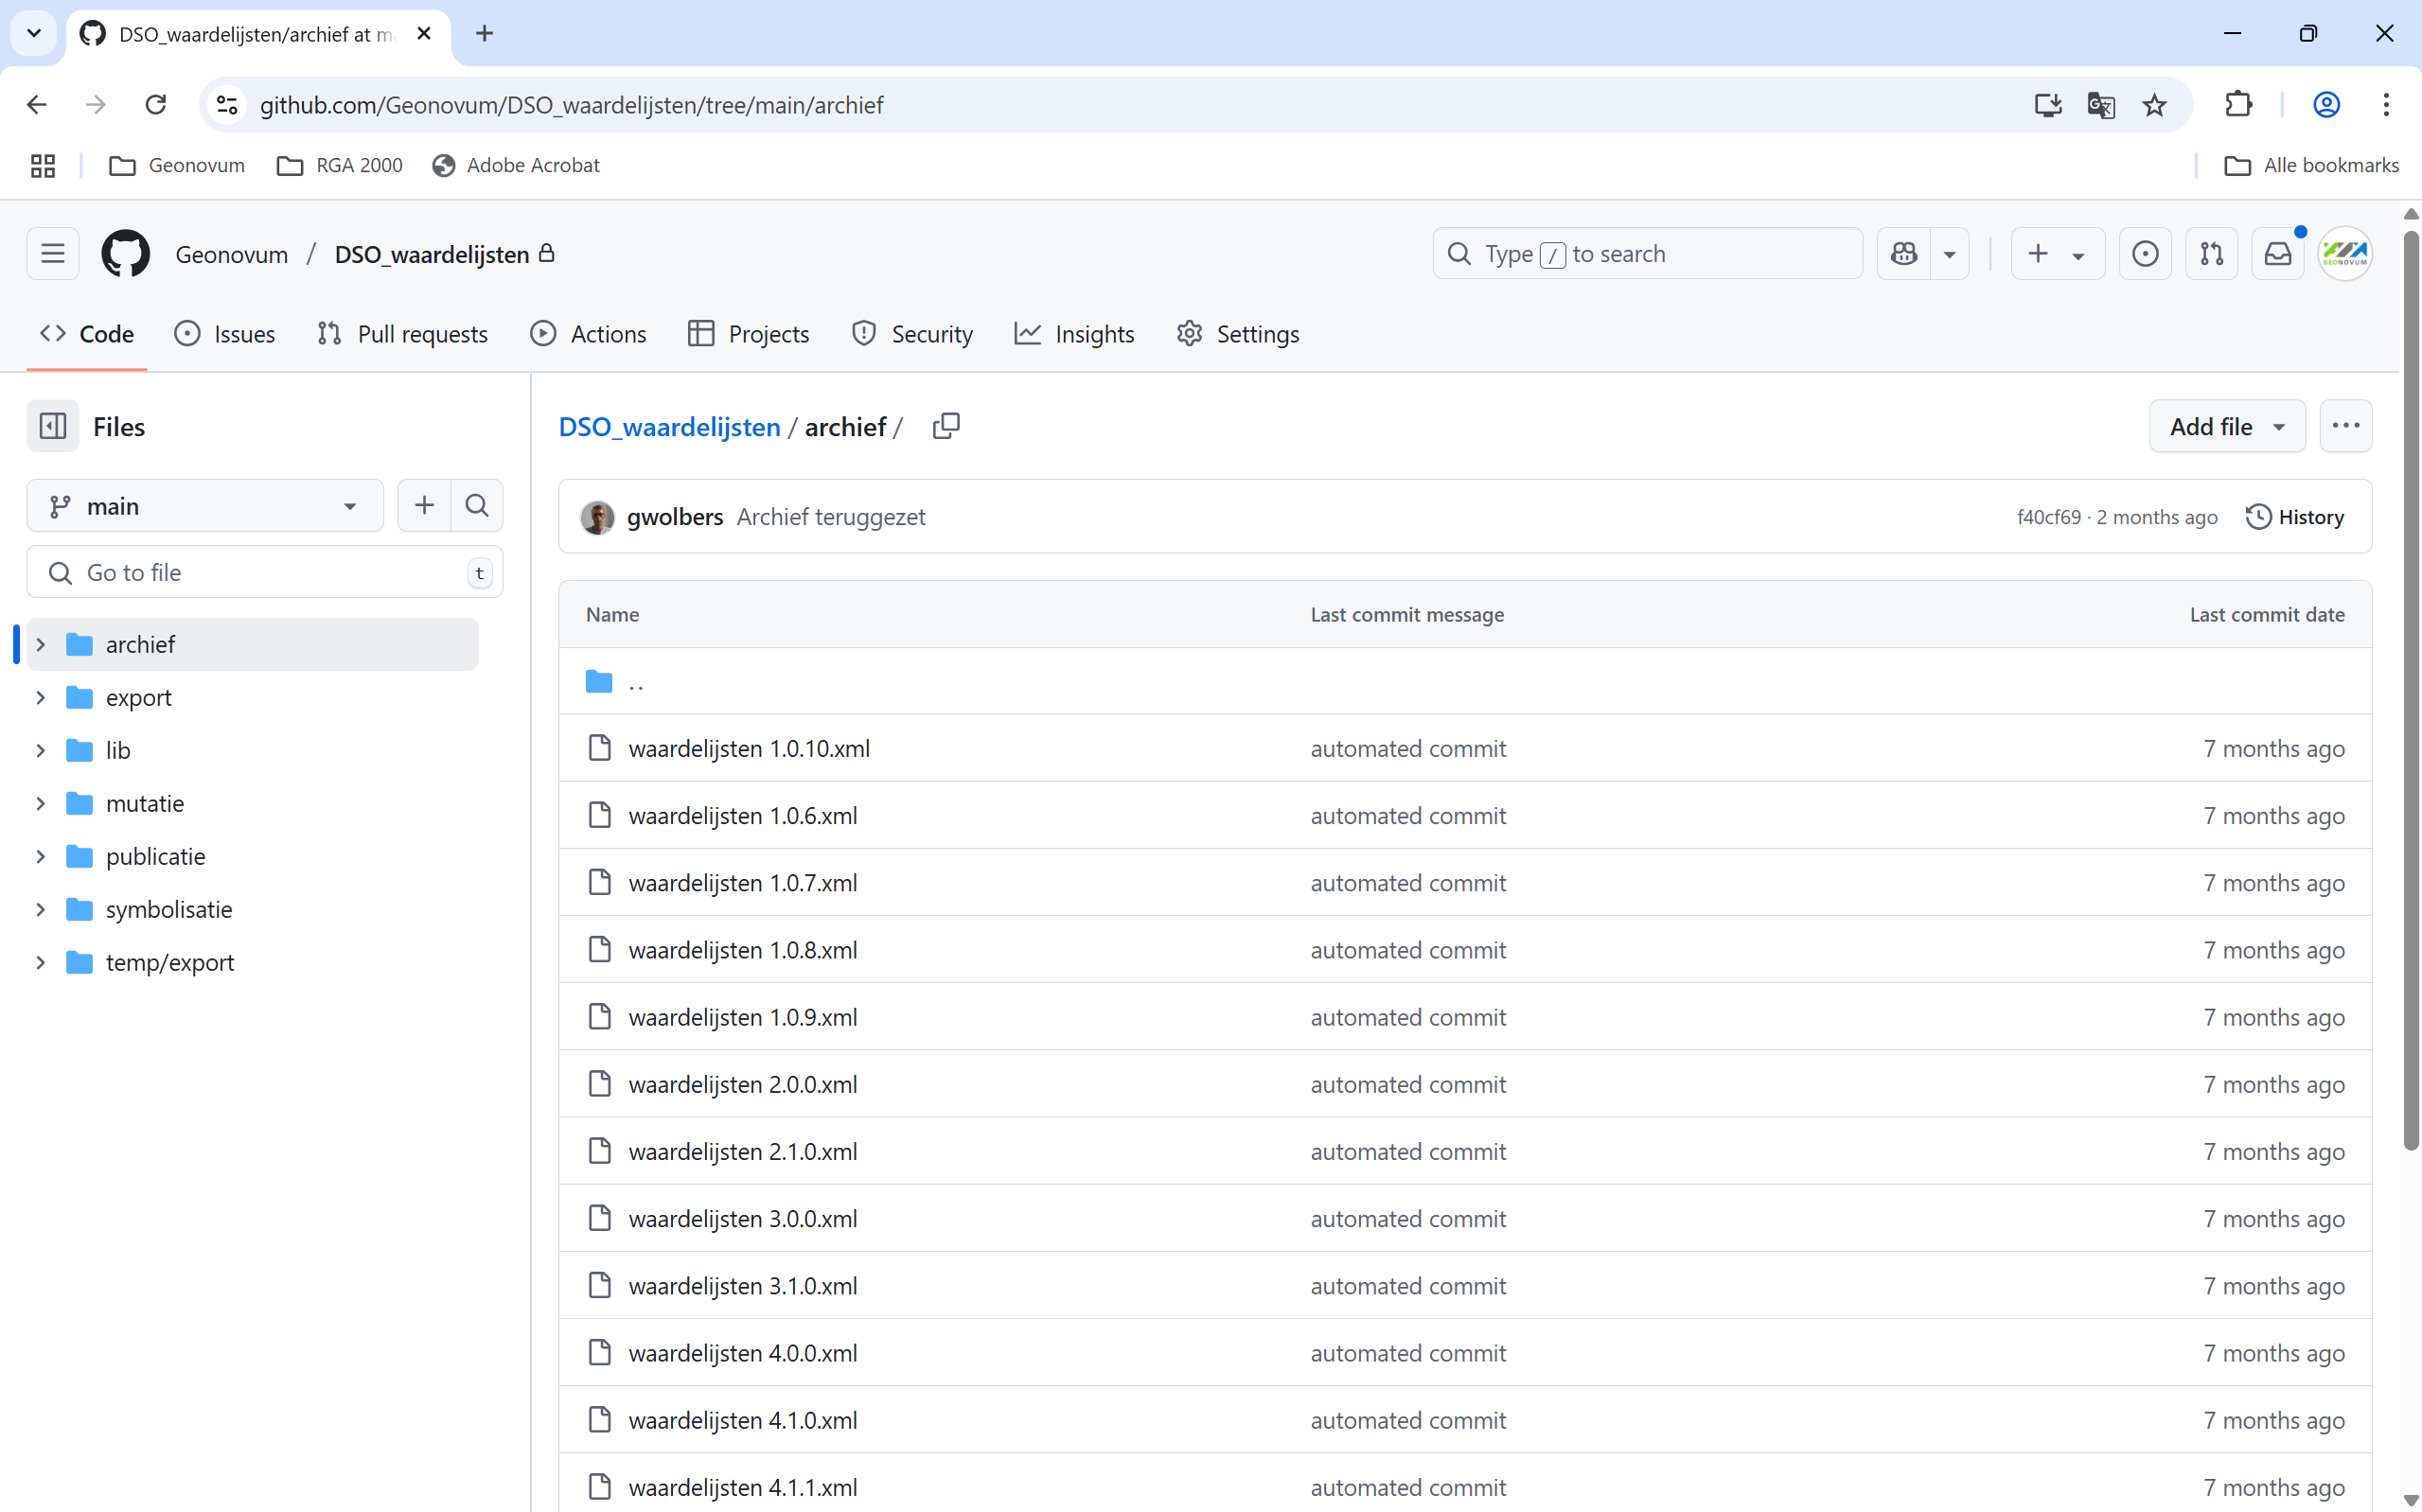 DSO_waardelijsten/archief at m
github.com/Geonovum/DSO_waardelijsten/tree/main/archief
Geonovum
RGA 2000
Adobe Acrobat
Alle bookmarks
Geonovum / DSO_waardelijsten
Type / to search
Code
Issues
Pull requests
Actions
Projects
Security
Insights
Settings
Files
main
Go to file
t
archief
export
lib
mutatie
publicatie
symbolisatie
temp/export
DSO_waardelijsten / archief /
Add file
gwolbers Archief teruggezet
f40cf69 · 2 months ago
History
Name Last commit message Last commit date
..
waardelijsten 1.0.10.xml automated commit 7 months ago
waardelijsten 1.0.6.xml automated commit 7 months ago
waardelijsten 1.0.7.xml automated commit 7 months ago
waardelijsten 1.0.8.xml automated commit 7 months ago
waardelijsten 1.0.9.xml automated commit 7 months ago
waardelijsten 2.0.0.xml automated commit 7 months ago
waardelijsten 2.1.0.xml automated commit 7 months ago
waardelijsten 3.0.0.xml automated commit 7 months ago
waardelijsten 3.1.0.xml automated commit 7 months ago
waardelijsten 4.0.0.xml automated commit 7 months ago
waardelijsten 4.1.0.xml automated commit 7 months ago
waardelijsten 4.1.1.xml automated commit 7 months ago